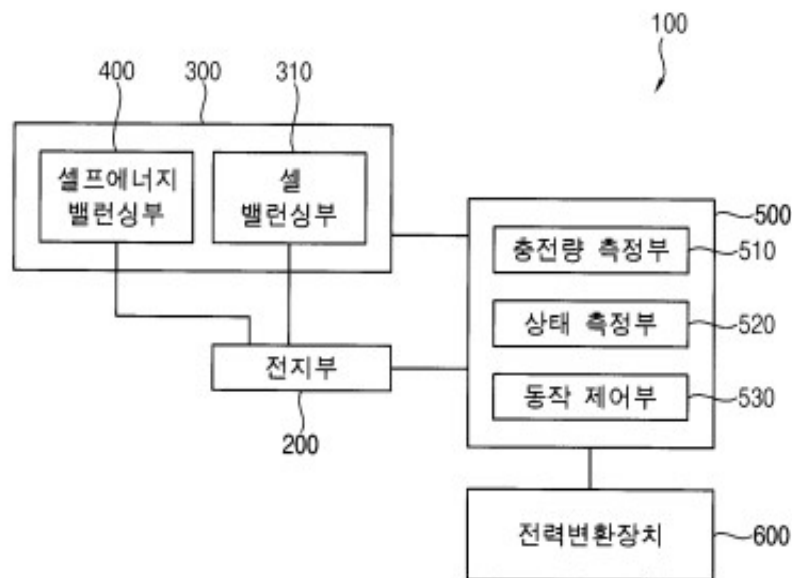 100
400
300
310
셀프에너지
밸런싱부
셀
밸런싱부
500
충전량 측정부
510
상태 측정부
520
전지부
동작 제어부
530
200
전력변환장치
600